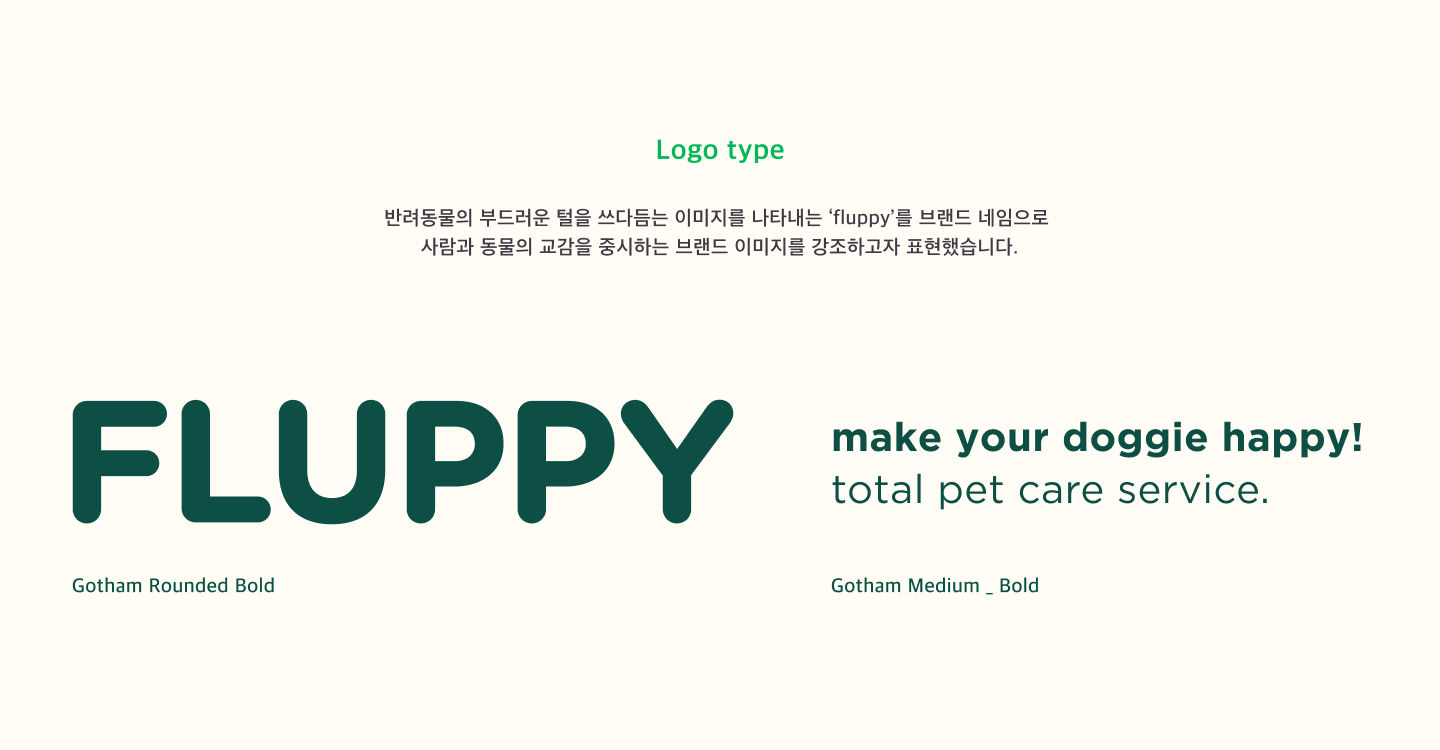 Logo type
반려동물의 부드러운 털을 쓰다듬는 이미지를 나타내는 ‘fluppy’를 브랜드 네임으로
사람과 동물의 교감을 중시하는 브랜드 이미지를 강조하고자 표현했습니다.
FLUPPY
make your doggie happy!
total pet care service.
Gotham Rounded Bold
Gotham Medium _ Bold